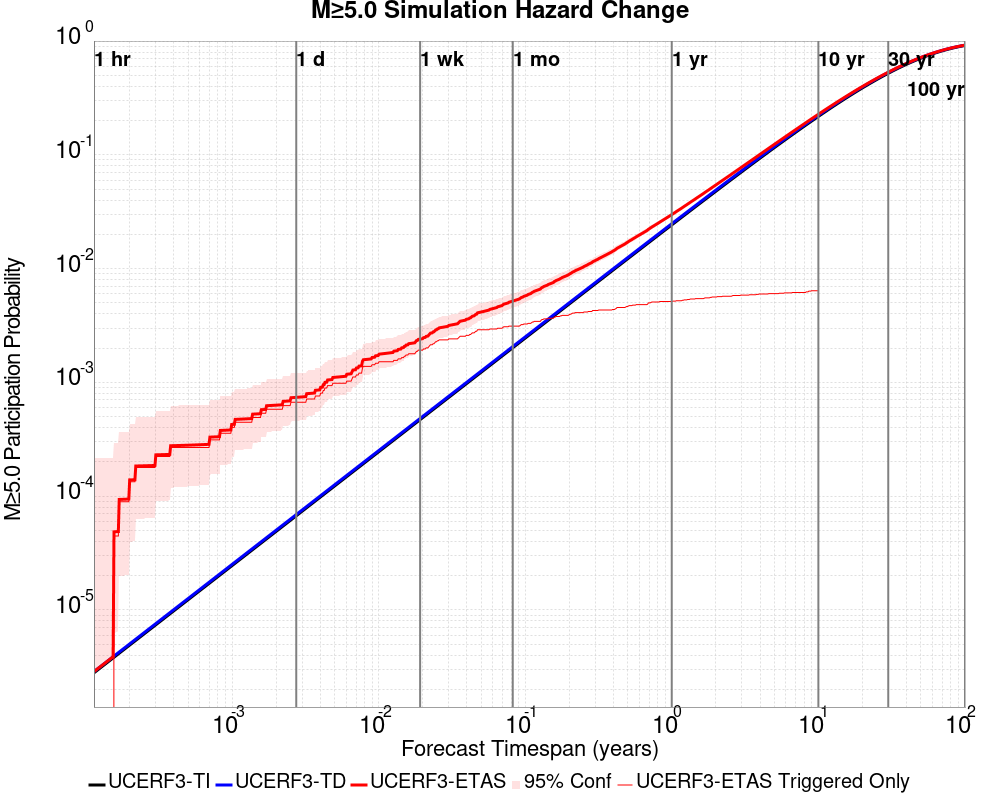 M≥5.0 Simulation Hazard Change
1 hr
1 d
1 wk
1 mo
1 yr
10 yr
30 yr
100 yr
10^0
10^-1
10^-2
10^-3
10^-4
10^-5
M≥5.0 Participation Probability
10^-3
10^-2
10^-1
10^0
10^1
10^2
Forecast Timespan (years)
UCERF3-TI UCERF3-TD UCERF3-ETAS 95% Conf UCERF3-ETAS Triggered Only